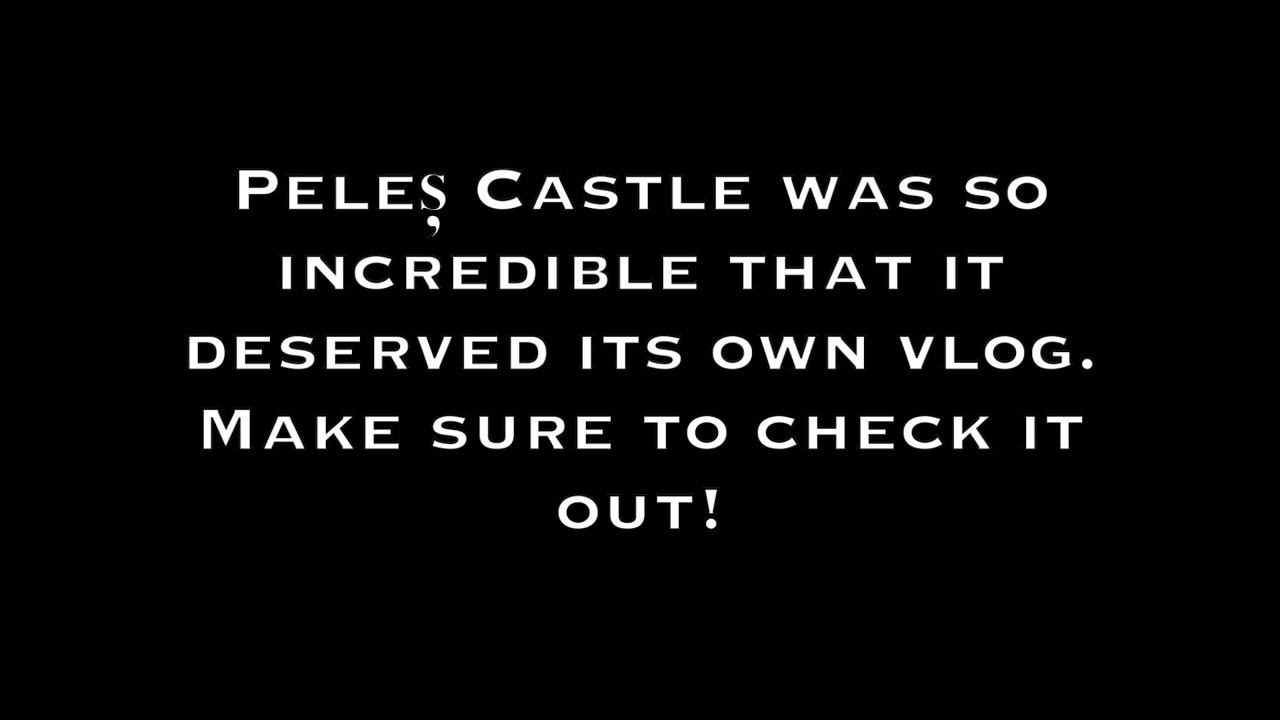 Peleș Castle was so
incredible that it
deserved its own vlog.
Make sure to check it
out!